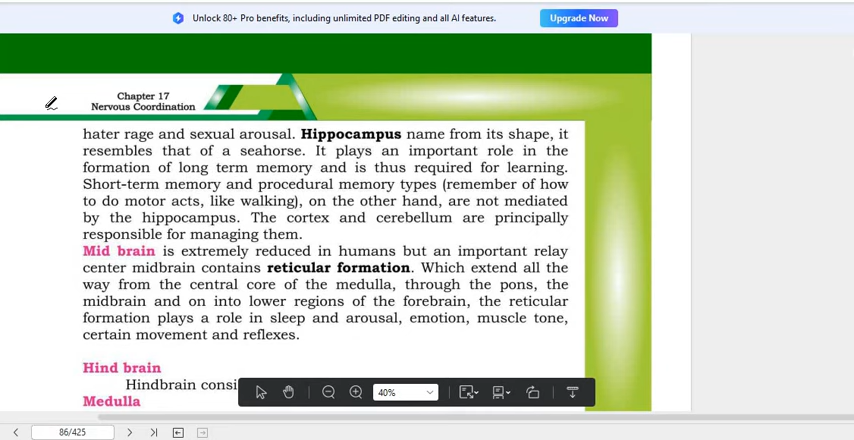 Unlock 80+ Pro benefits, including unlimited PDF editing and all AI features.
Upgrade Now
Chapter 17
Nervous Coordination
hater rage and sexual arousal. Hippocampus name from its shape, it
resembles that of a seahorse. It plays an important role in the
formation of long term memory and is thus required for learning.
Short-term memory and procedural memory types (remember of how
to do motor acts, like walking), on the other hand, are not mediated
by the hippocampus. The cortex and cerebellum are principally
responsible for managing them.
Mid brain is extremely reduced in humans but an important relay
center midbrain contains reticular formation. Which extend all the
way from the central core of the medulla, through the pons, the
midbrain and on into lower regions of the forebrain, the reticular
formation plays a role in sleep and arousal, emotion, muscle tone,
certain movement and reflexes.
Hind brain
Hindbrain consi
40%
Medulla
86/425